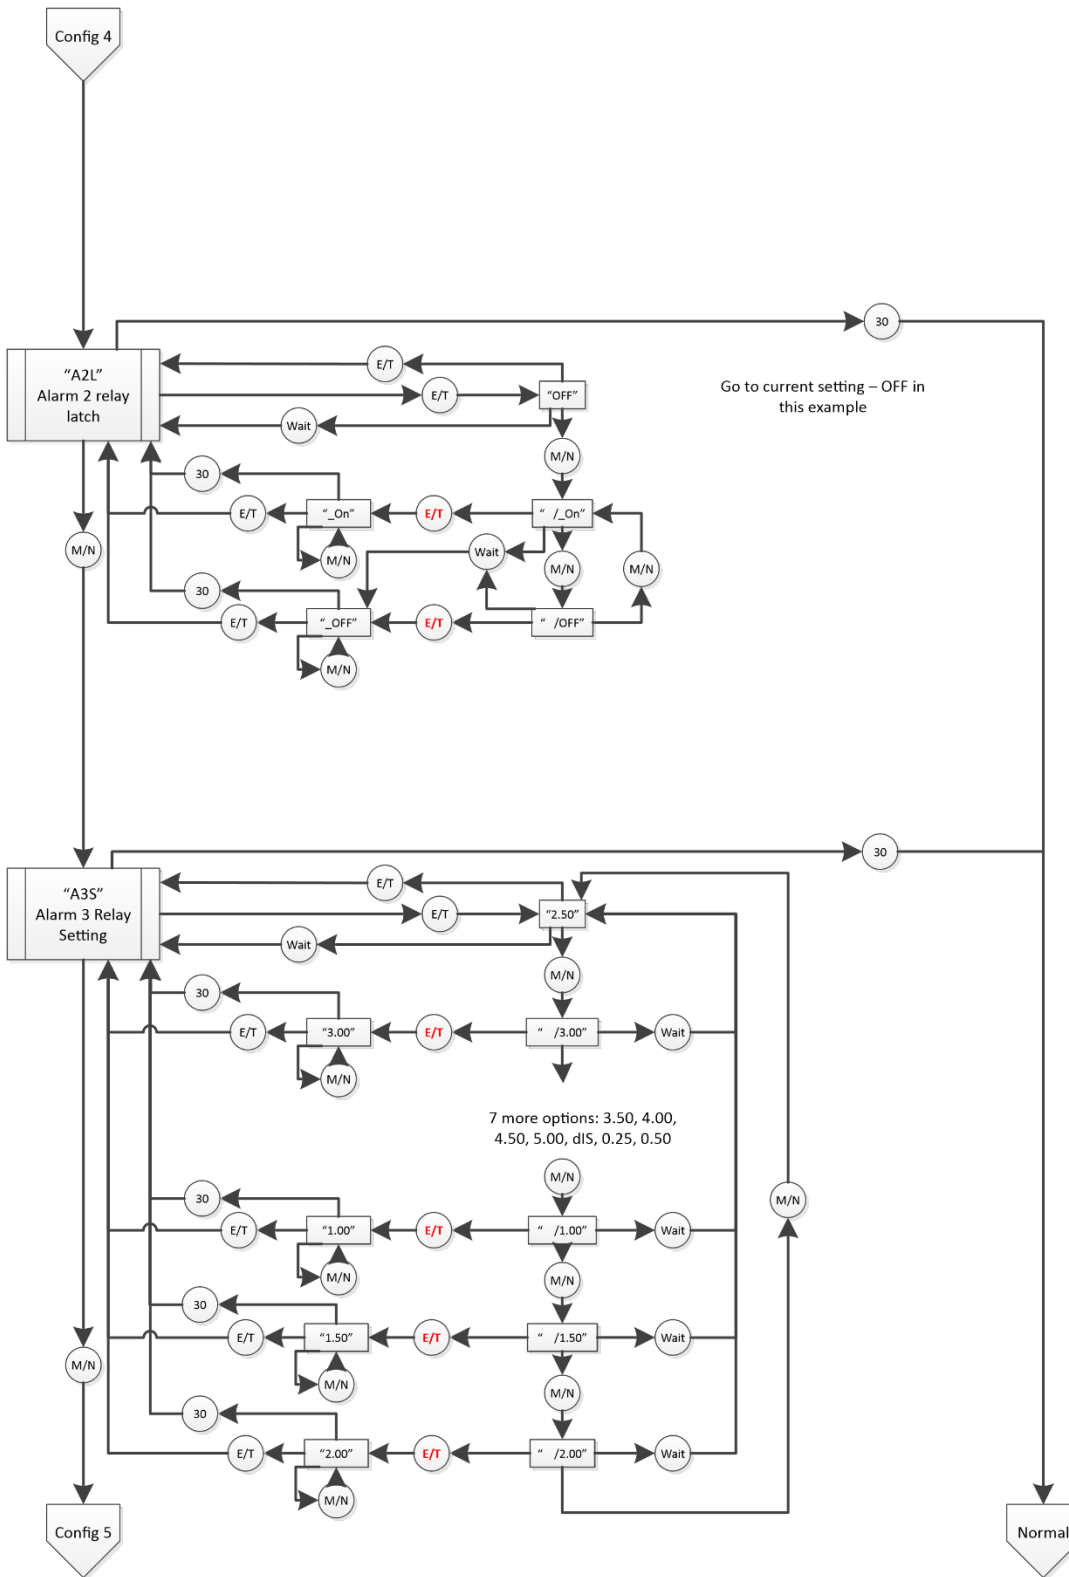 Config 4
30
"A2L"
Alarm 2 relay
latch
E/T
E/T
"OFF"
Go to current setting – OFF in
this example
Wait
M/N
30
E/T
"_On"
E/T
" /_On"
M/N
M/N
Wait
M/N
M/N
30
E/T
"_OFF"
E/T
" /OFF"
M/N
30
"A3S"
Alarm 3 Relay
Setting
E/T
E/T
"2.50"
Wait
M/N
30
E/T
"3.00"
E/T
" /3.00"
Wait
M/N
7 more options: 3.50, 4.00,
4.50, 5.00, dIS, 0.25, 0.50
M/N
30
M/N
E/T
"1.00"
E/T
" /1.00"
Wait
M/N
M/N
30
E/T
"1.50"
E/T
" /1.50"
Wait
M/N
M/N
M/N
30
E/T
"2.00"
E/T
" /2.00"
Wait
M/N
Config 5
Normal